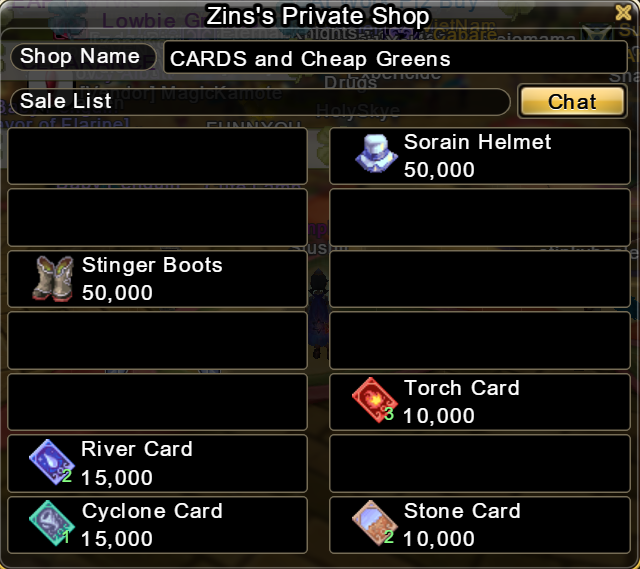 Zins's Private Shop
Shop Name
CARDS and Cheap Greens
Sale List
Chat
HolySkye
Drugs
Sorain Helmet
50,000
Stinger Boots
50,000
Torch Card
3
10,000
River Card
2
15,000
Cyclone Card
1
15,000
Stone Card
2
10,000